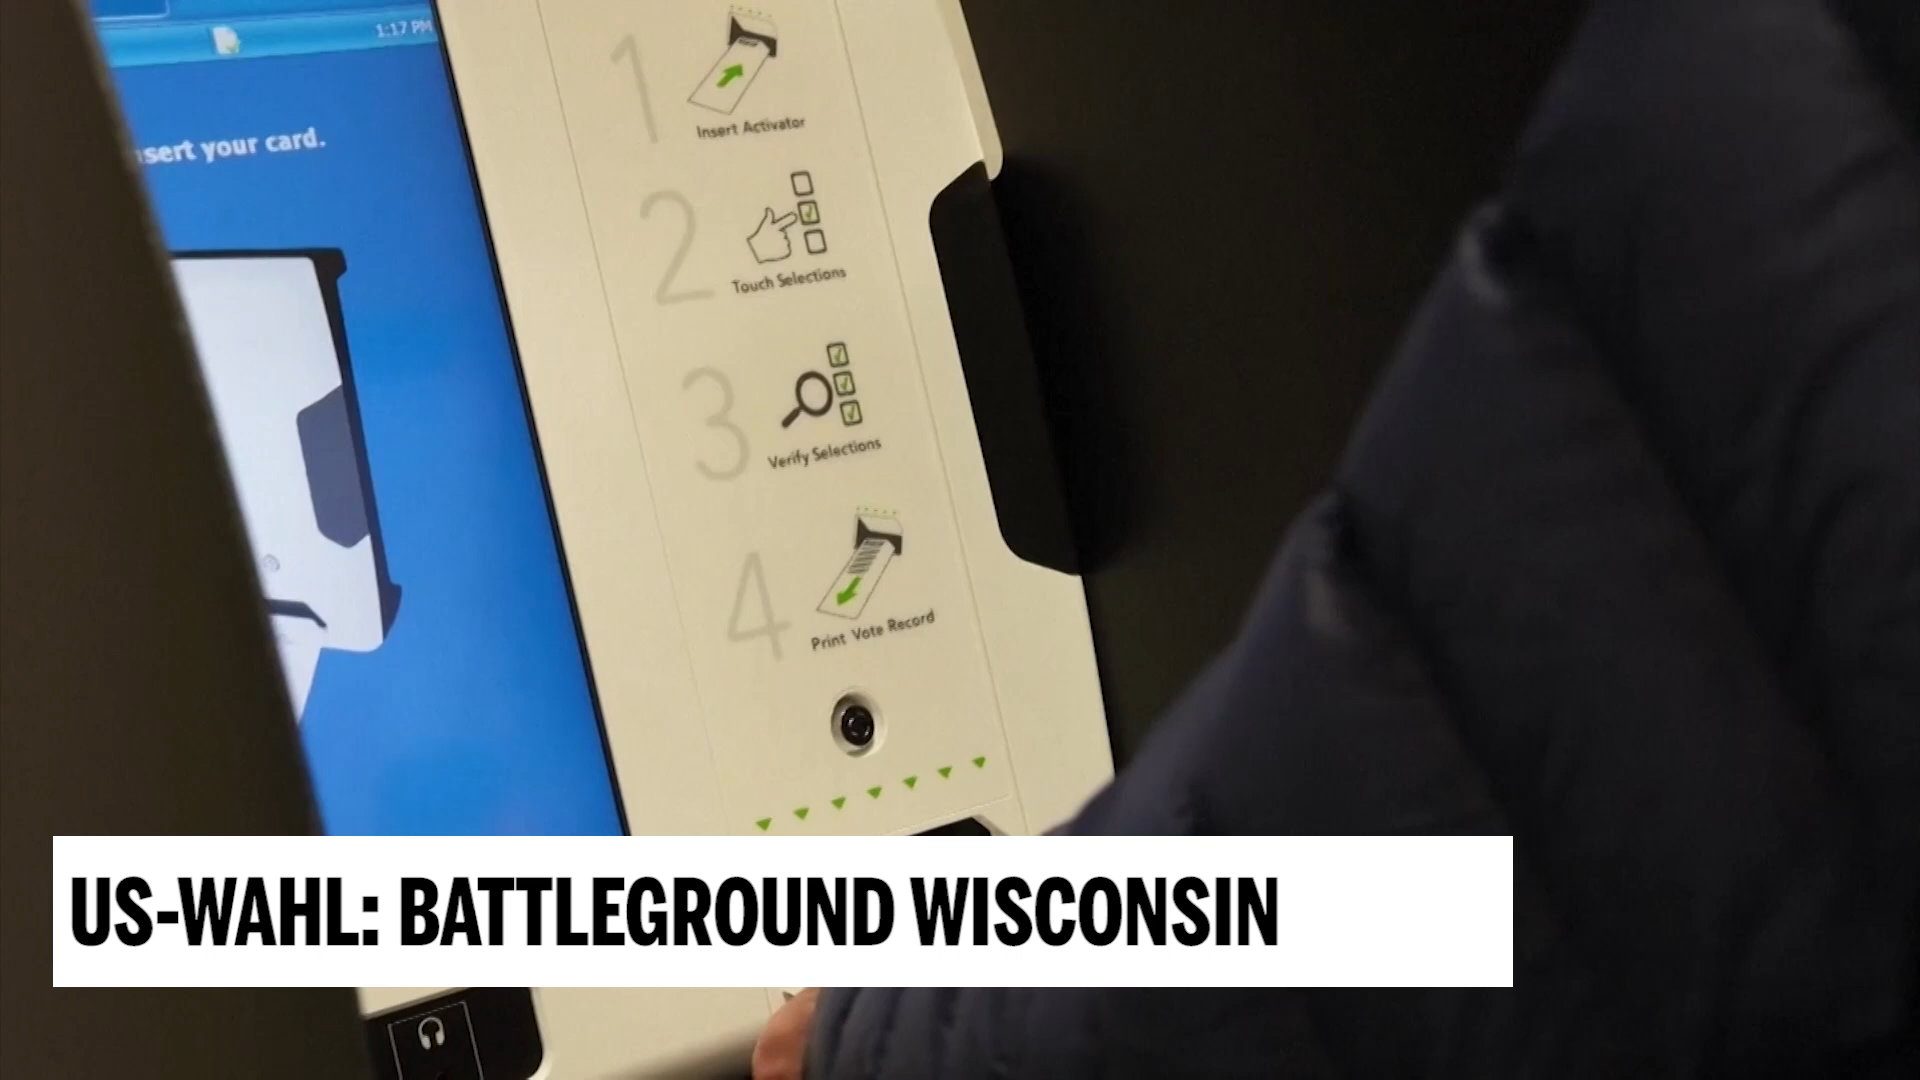 1:17 PM
sert your card.
1
Insert Activator
2
Touch Selections
3
Verify Selections
4
Print Vote Record
US-WAHL: BATTLEGROUND WISCONSIN